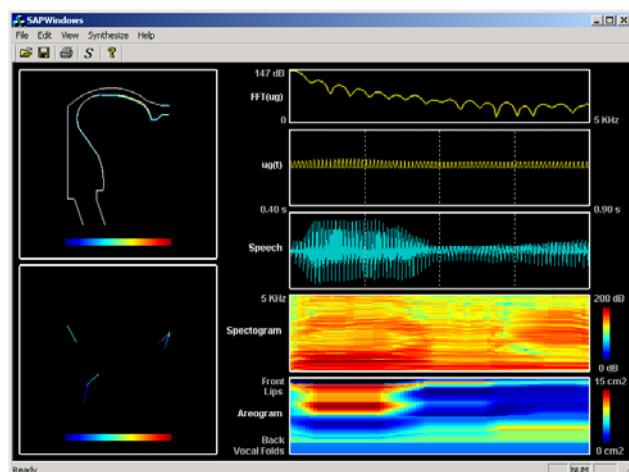 SAPWindows
File Edit View Synthesize Help
S ?
147 dB
FFT(ug)
0
5 KHz
ug(t)
0.40 s
0.90 s
Speech
5 KHz
200 dB
Spectogram
0 dB
Front
15 cm2
Lips
Areogram
Back
Vocal Folds
0 cm2
Ready
NUM